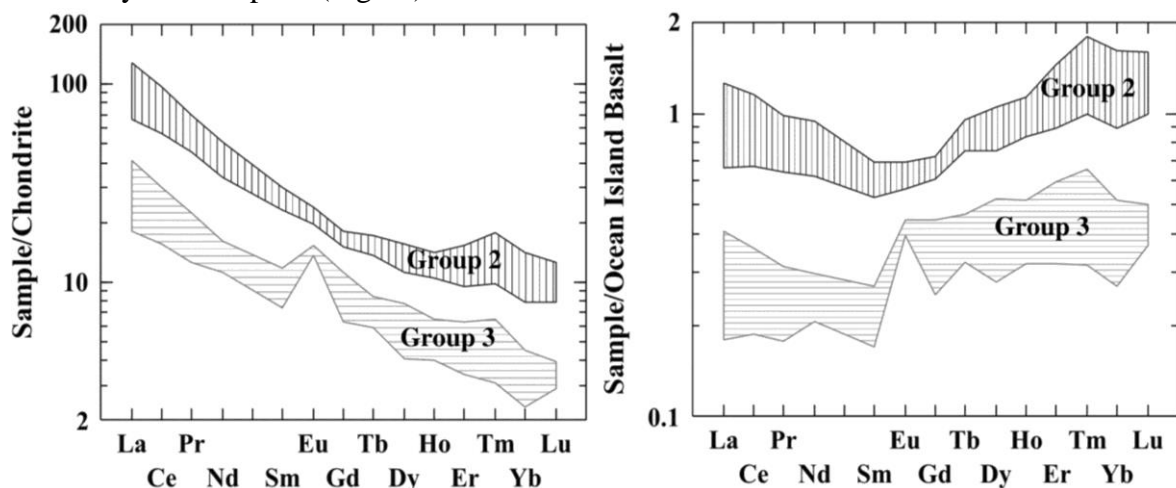 200
100
10
2
Sample/Chondrite
Group 2
Group 3
La Pr Eu Tb Ho Tm Lu
Ce Nd Sm Gd Dy Er Yb
2
1
0.1
Sample/Ocean Island Basalt
Group 2
Group 3
La Pr Eu Tb Ho Tm Lu
Ce Nd Sm Gd Dy Er Yb